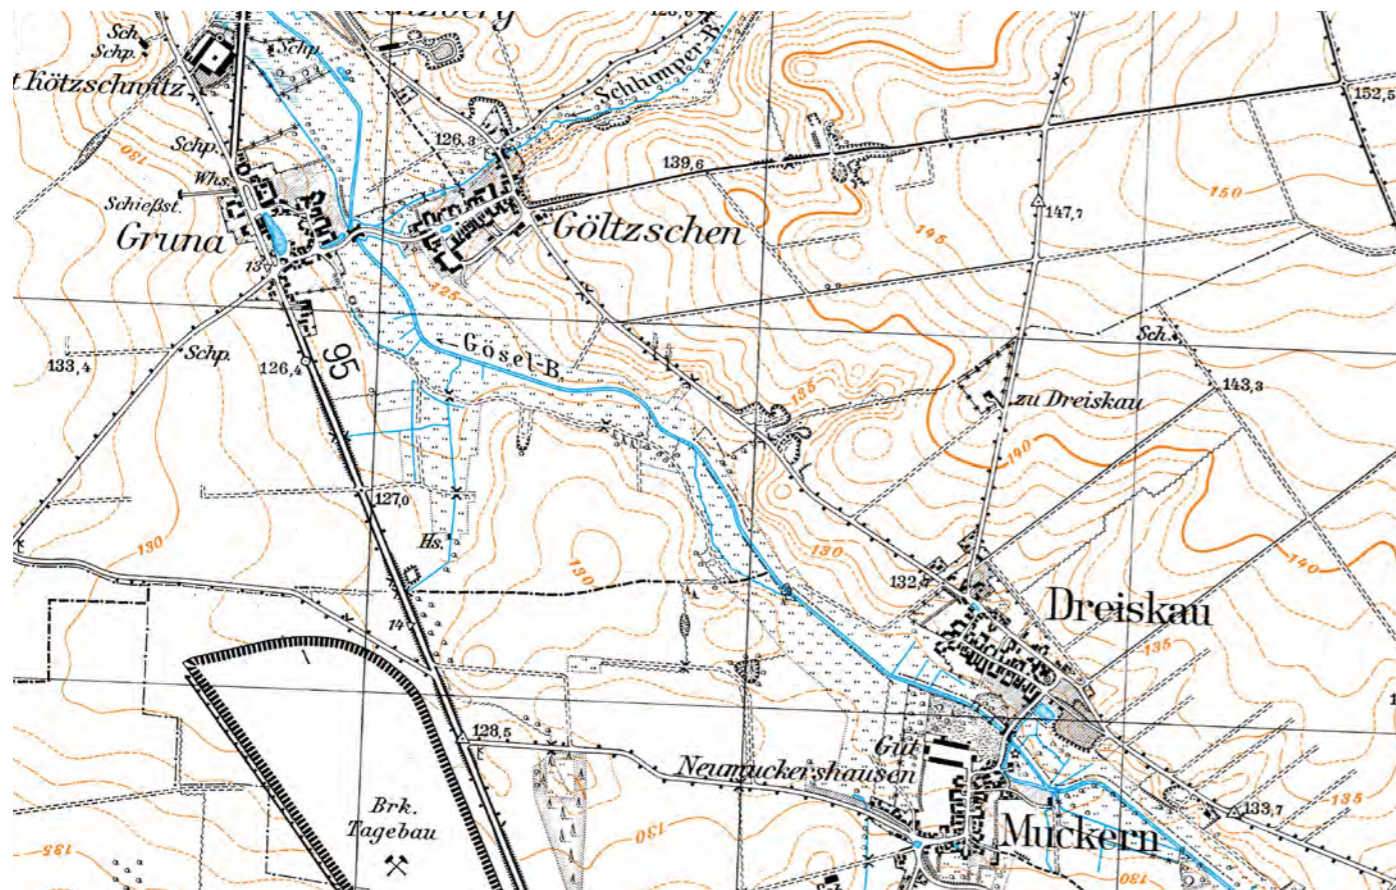 Sch.
Schp.
Schp.
Kötzschwitz
Schlumper-B.
152,5
126,3
139,6
Schp.
Whs.
Schießst.
130
150
147,7
Gruna
Göltzschen
145
13
125
Gösel-B.
Sch.
133,4
Schp.
126,4
95
135
143,3
zu Dreiskau
140
127,0
130
Hs.
130
130
140
132,7
Dreiskau
14
135
128,5
Gut
Neumuckershausen
Brk.
Tagebau
130
Muckern
133,7
135
135
130